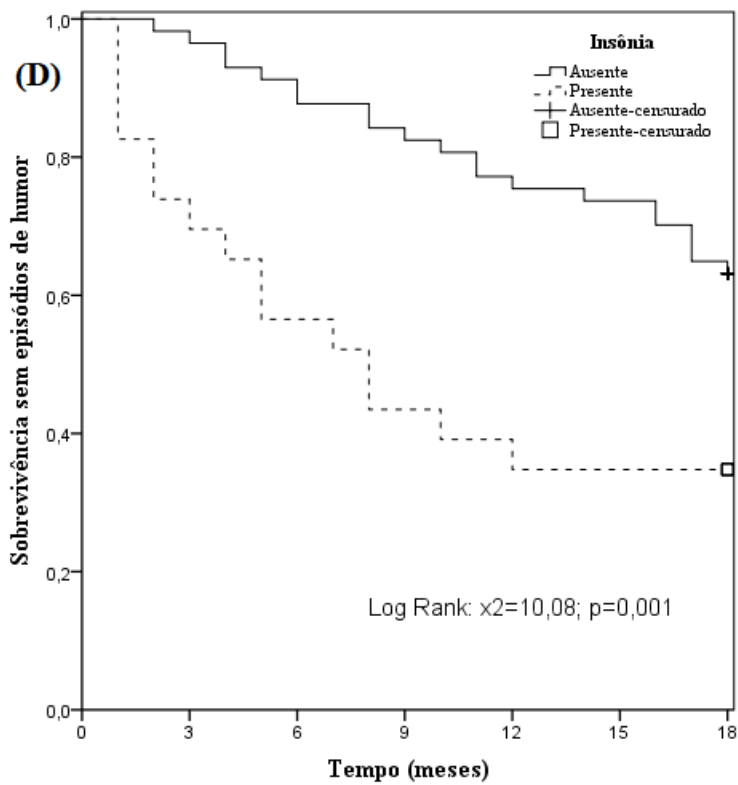 (D)
Insônia
Ausente
Presente
Ausente-censurado
Presente-censurado
Sobrevivência sem episódios de humor
1,0
0,8
0,6
0,4
0,2
0,0
Log Rank: x2=10,08; p=0,001
0 3 6 9 12 15 18
Tempo (meses)